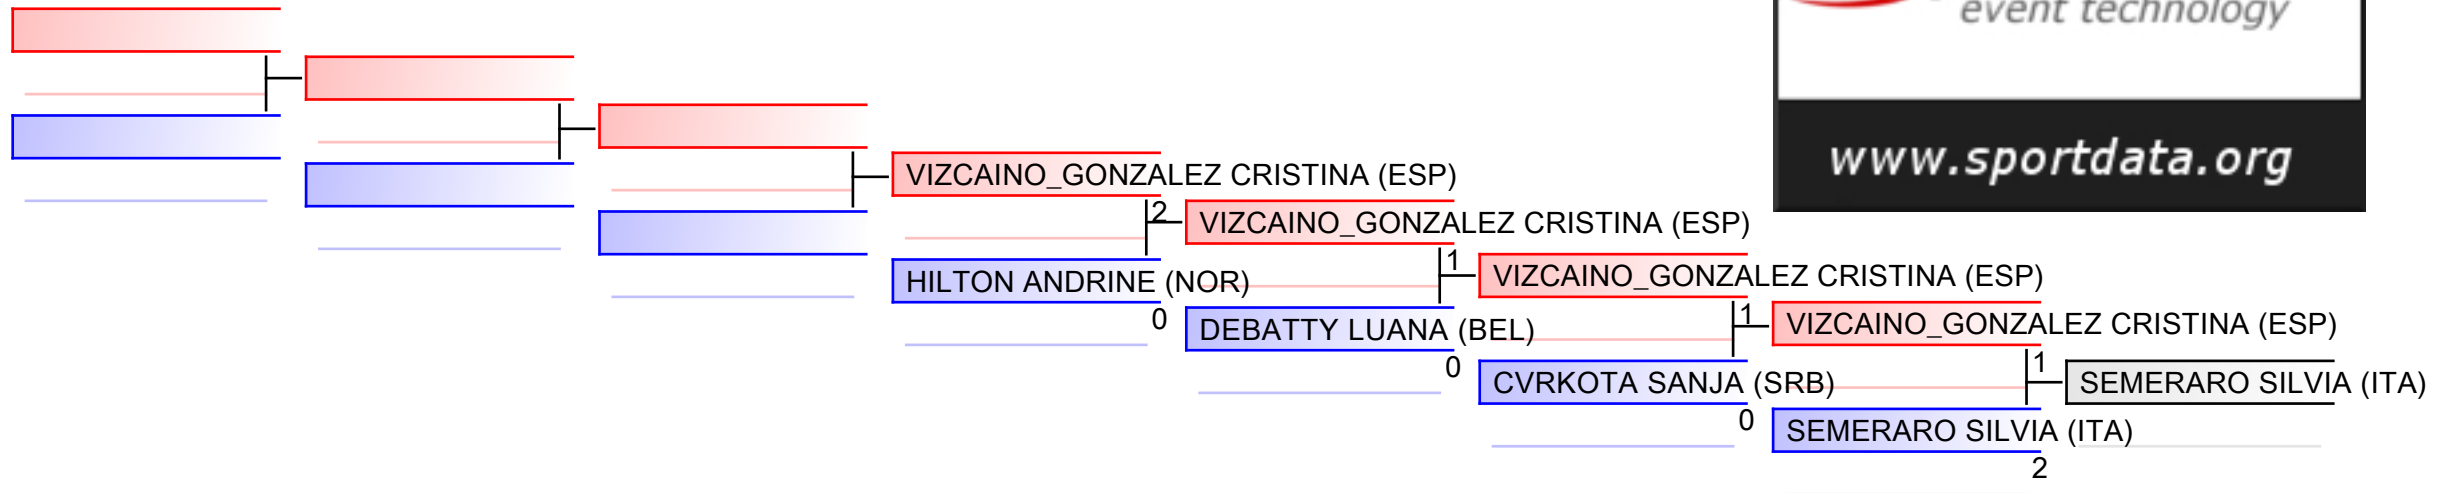 event technology
www.sportdata.org
VIZCAINO_GONZALEZ CRISTINA (ESP)
2
VIZCAINO_GONZALEZ CRISTINA (ESP)
HILTON ANDRINE (NOR)
0
1
VIZCAINO_GONZALEZ CRISTINA (ESP)
DEBATTY LUANA (BEL)
0
1
VIZCAINO_GONZALEZ CRISTINA (ESP)
CVRKOTA SANJA (SRB)
0
1
SEMERARO SILVIA (ITA)
SEMERARO SILVIA (ITA)
2